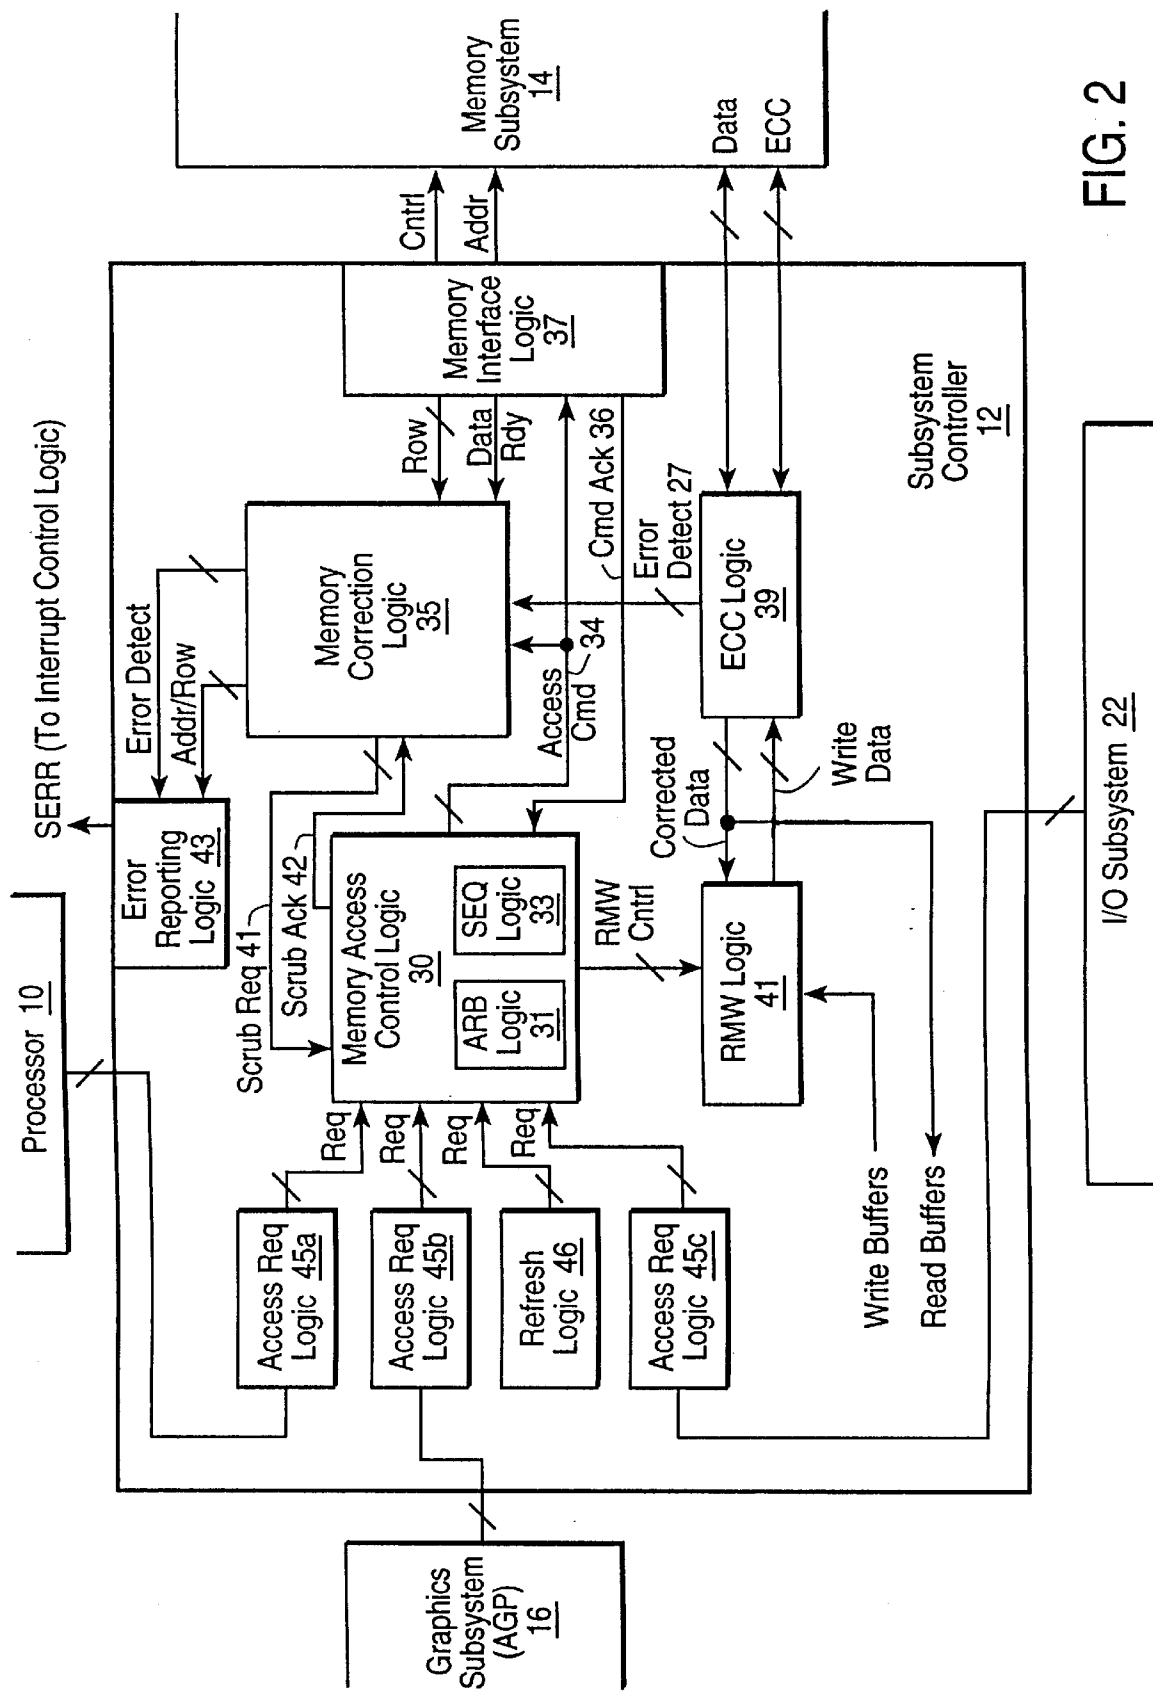 SERR (To Interrupt Control Logic)
Processor 10
Error
Reporting
Logic 43
Error Detect
Addr/Row
Memory
Correction
Logic
35
Row
Data
Rdy
Memory
Interface
Logic
37
Cntrl
Addr
Memory
Subsystem
14
Data
ECC
Scrub Req 41
Scrub Ack 42
Access Req
Logic 45a
Req
Access Req
Logic 45b
Req
Refresh
Logic 46
Req
Access Req
Logic 45c
Req
Memory Access
Control Logic
30
ARB
Logic
31
SEQ
Logic
33
Access
Cmd
34
Cmd Ack 36
Error
Detect 27
RMW
Cntrl
RMW Logic
41
Corrected
Data
Write
Data
ECC Logic
39
Write Buffers
Read Buffers
Subsystem
Controller
12
Graphics
Subsystem
(AGP)
16
I/O Subsystem 22
FIG. 2